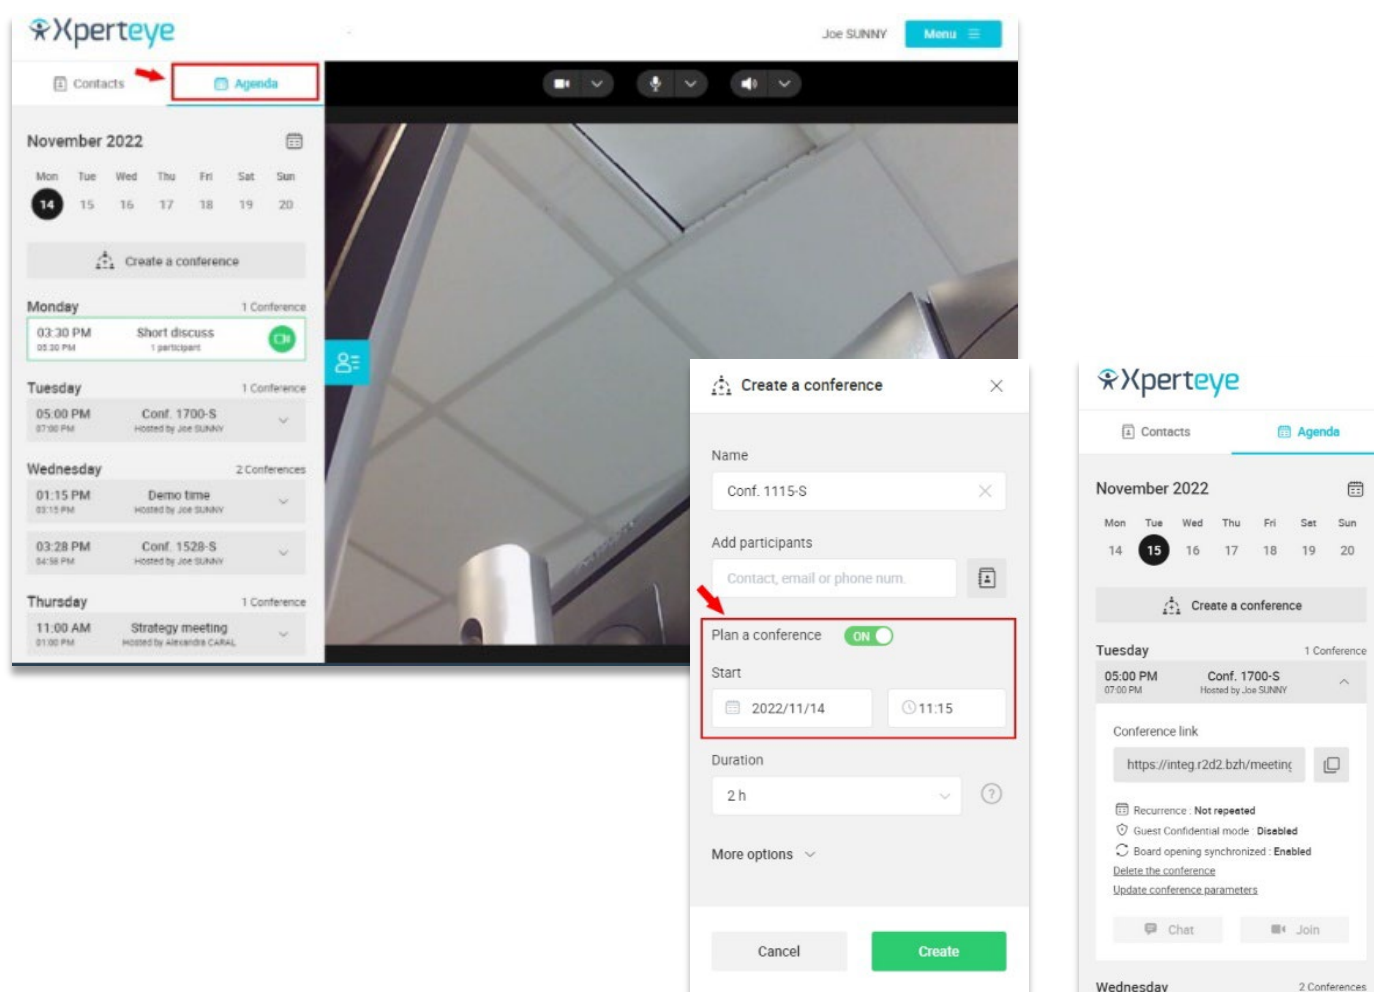 Xperteye
Joe SUNNY Menu
Contacts Agenda
November 2022
Mon Tue Wed Thu Fri Sat Sun
14 15 16 17 18 19 20
Create a conference
Monday 1 Conference
03:30 PM Short discuss
05:30 PM 1 participant
Tuesday 1 Conference
05:00 PM Conf. 1700-S
07:00 PM Hosted by Joe SUNNY
Wednesday 2 Conferences
01:15 PM Demo time
03:15 PM Hosted by Joe SUNNY
03:28 PM Conf. 1528-S
04:58 PM Hosted by Joe SUNNY
Thursday 1 Conference
11:00 AM Strategy meeting
01:00 PM Hosted by Alexandra CARAL
Create a conference
Name
Conf. 1115-S
Add participants
Contact, email or phone num.
Plan a conference ON
Start
2022/11/14 11:15
Duration
2 h ?
More options
Cancel Create
Xperteye
Contacts Agenda
November 2022
Mon Tue Wed Thu Fri Sat Sun
14 15 16 17 18 19 20
Create a conference
Tuesday 1 Conference
05:00 PM Conf. 1700-S
07:00 PM Hosted by Joe SUNNY
Conference link
https://integ.r2d2.bzh/meeting
Recurrence : Not repeated
Guest Confidential mode : Disabled
Board opening synchronized : Enabled
Delete the conference
Update conference parameters
Chat Join
Wednesday 2 Conferences